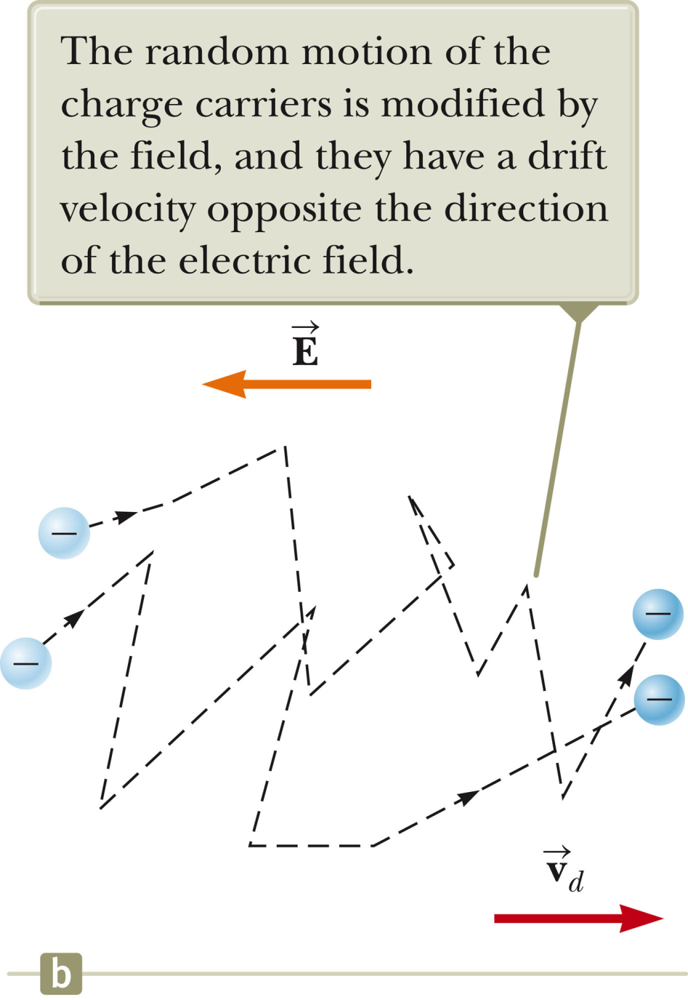 The random motion of the
charge carriers is modified by
the field, and they have a drift
velocity opposite the direction
of the electric field.
E⃗
−
−
−
−
v⃗d
b